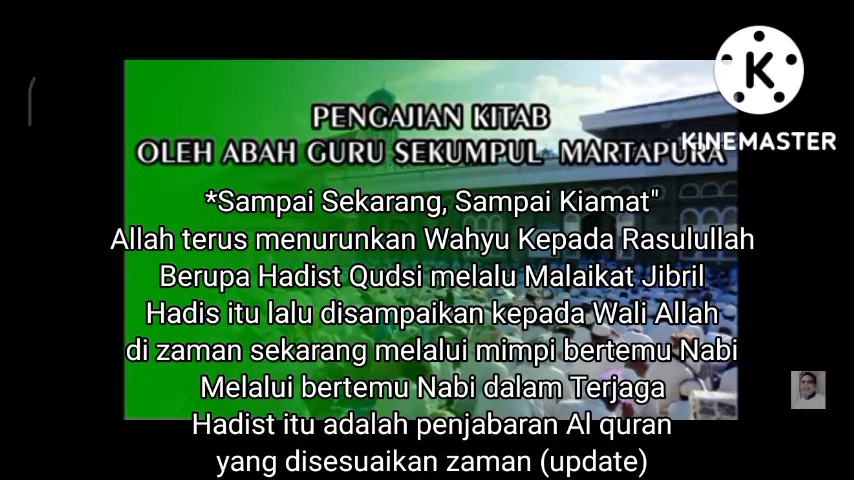 PENGAJIAN KITAB
OLEH ABAH GURU SEKUMPUL MARTAPURA
K
KINEMASTER
*Sampai Sekarang, Sampai Kiamat"
Allah terus menurunkan Wahyu Kepada Rasulullah
Berupa Hadist Qudsi melalu Malaikat Jibril
Hadis itu lalu disampaikan kepada Wali Allah
di zaman sekarang melalui mimpi bertemu Nabi
Melalui bertemu Nabi dalam Terjaga
Hadist itu adalah penjabaran Al quran
yang disesuaikan zaman (update)